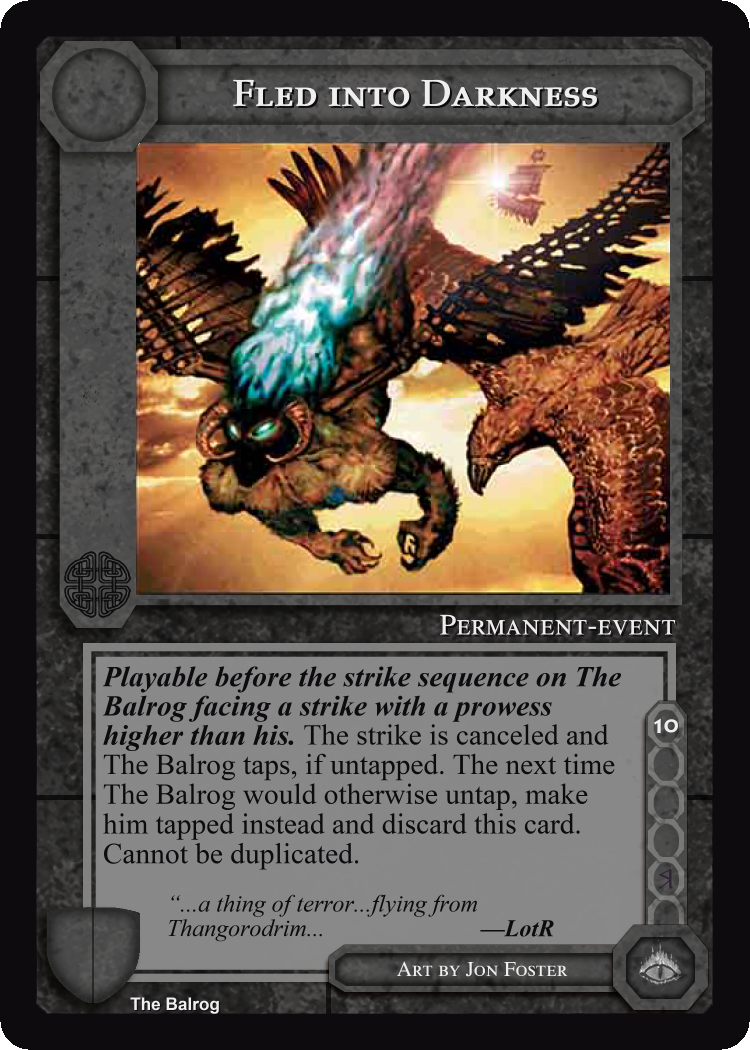 Fled into Darkness
Permanent-event
Playable before the strike sequence on The
Balrog facing a strike with a prowess
higher than his. The strike is canceled and
The Balrog taps, if untapped. The next time
The Balrog would otherwise untap, make
him tapped instead and discard this card.
Cannot be duplicated.
10
“...a thing of terror...flying from
Thangorodrim... —LotR
Art by Jon Foster
The Balrog